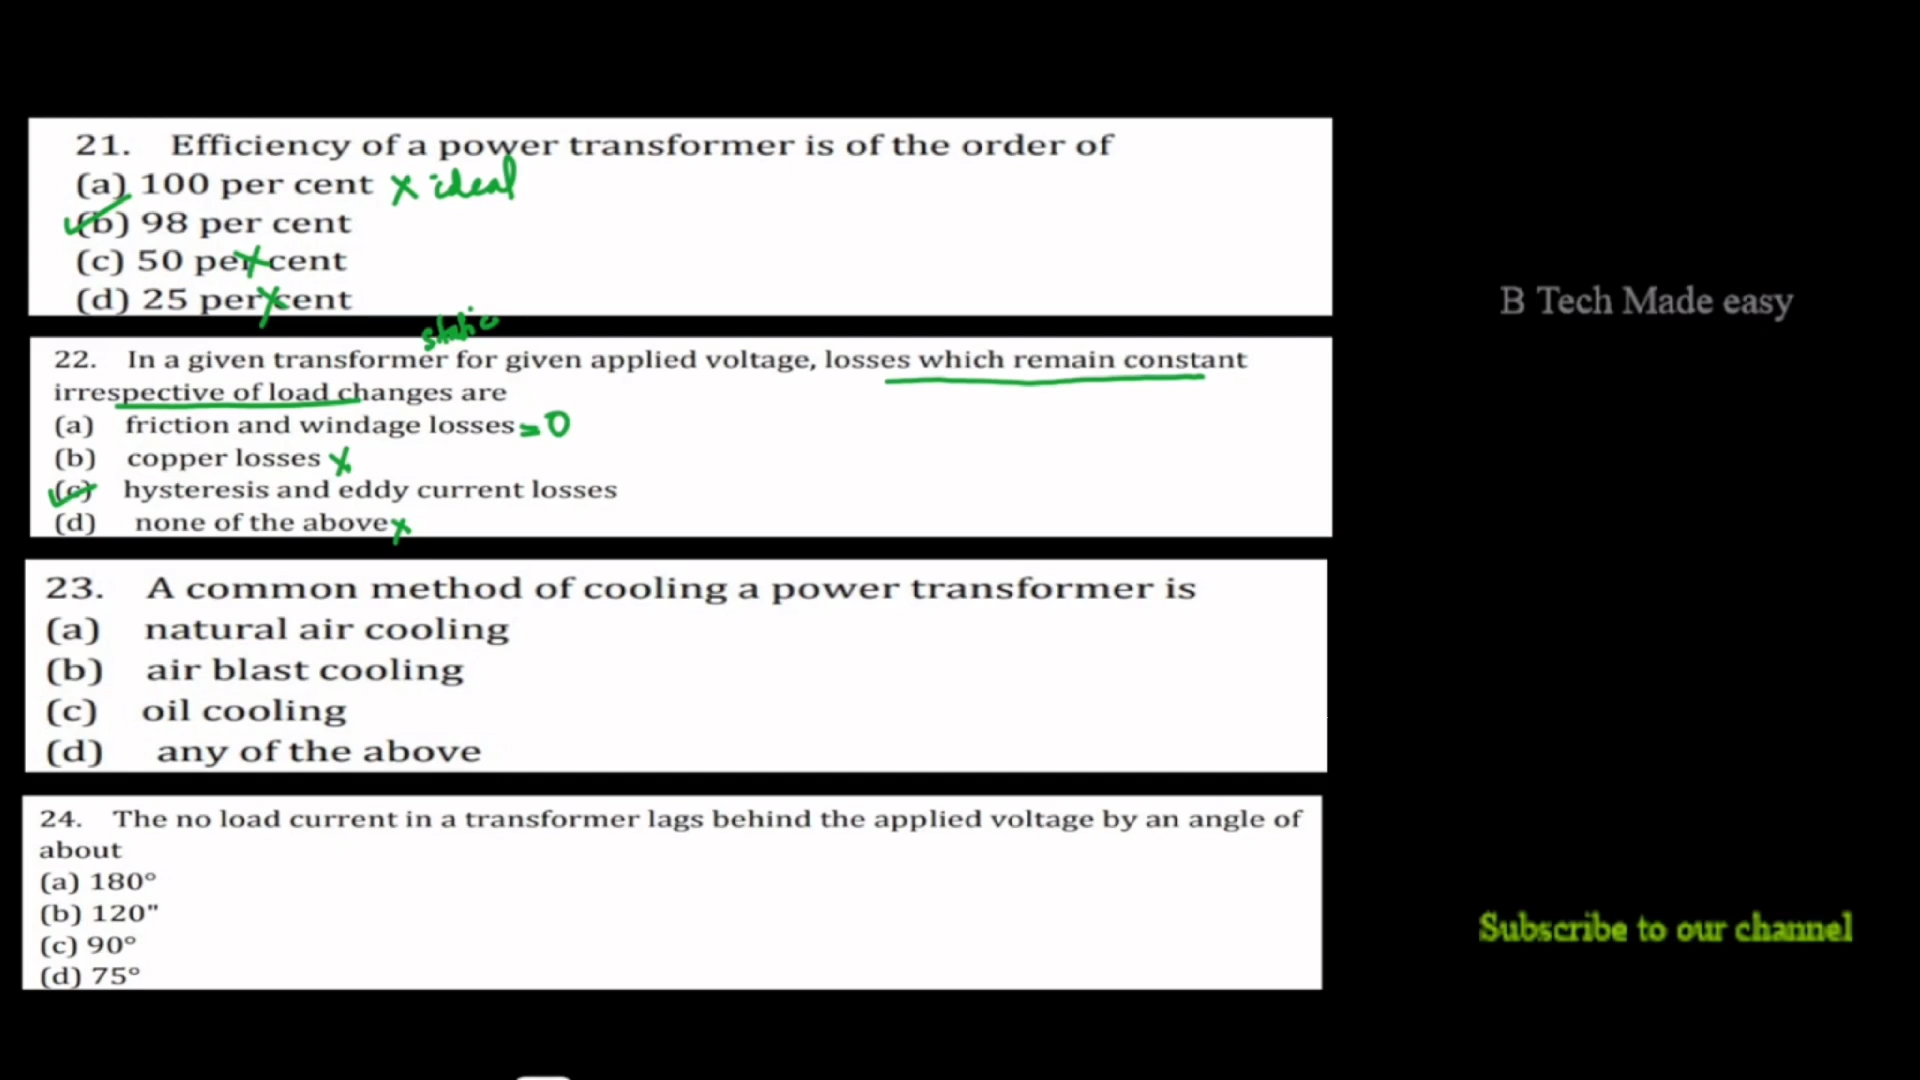 21. Efficiency of a power transformer is of the order of
(a) 100 per cent x ideal
(b) 98 per cent
(c) 50 per cent
(d) 25 per cent
static
22. In a given transformer for given applied voltage, losses which remain constant
irrespective of load changes are
(a) friction and windage losses = 0
(b) copper losses x
(c) hysteresis and eddy current losses
(d) none of the above x
23. A common method of cooling a power transformer is
(a) natural air cooling
(b) air blast cooling
(c) oil cooling
(d) any of the above
24. The no load current in a transformer lags behind the applied voltage by an angle of
about
(a) 180°
(b) 120"
(c) 90°
(d) 75°
B Tech Made easy
Subscribe to our channel